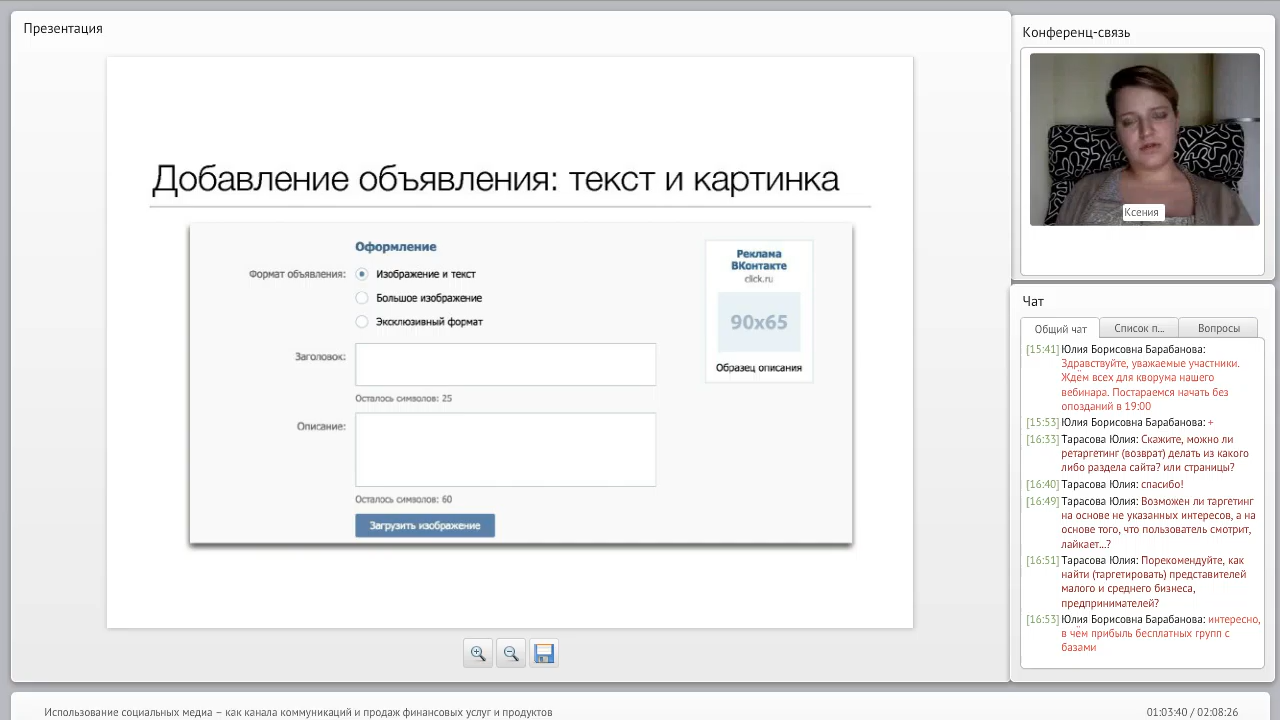 Презентация
Добавление объявления: текст и картинка
Оформление
Формат объявления:
Изображение и текст
Большое изображение
Эксклюзивный формат
Заголовок:
Осталось символов: 25
Описание:
Осталось символов: 60
Загрузить изображение
Реклама
ВКонтакте
click.ru
90x65
Образец описания
Конференц-связь
Ксения
Чат
Общий чат
Список п...
Вопросы
[15:41] Юлия Борисовна Барабанова:
Здравствуйте, уважаемые участники.
Ждём всех для кворума нашего
вебинара. Постараемся начать без
опозданий в 19:00
[15:53] Юлия Борисовна Барабанова: +
[16:33] Тарасова Юлия: Скажите, можно ли
ретаргетинг (возврат) делать из какого
либо раздела сайта? или страницы?
[16:40] Тарасова Юлия: спасибо!
[16:49] Тарасова Юлия: Возможен ли таргетинг
на основе не указанных интересов, а на
основе того, что пользователь смотрит,
лайкает...?
[16:51] Тарасова Юлия: Порекомендуйте, как
найти (таргетировать) представителей
малого и среднего бизнеса,
предпринимателей?
[16:53] Юлия Борисовна Барабанова: интересно,
в чём прибыль бесплатных групп с
базами
Использование социальных медиа – как канала коммуникаций и продаж финансовых услуг и продуктов
01:03:40 / 02:08:26